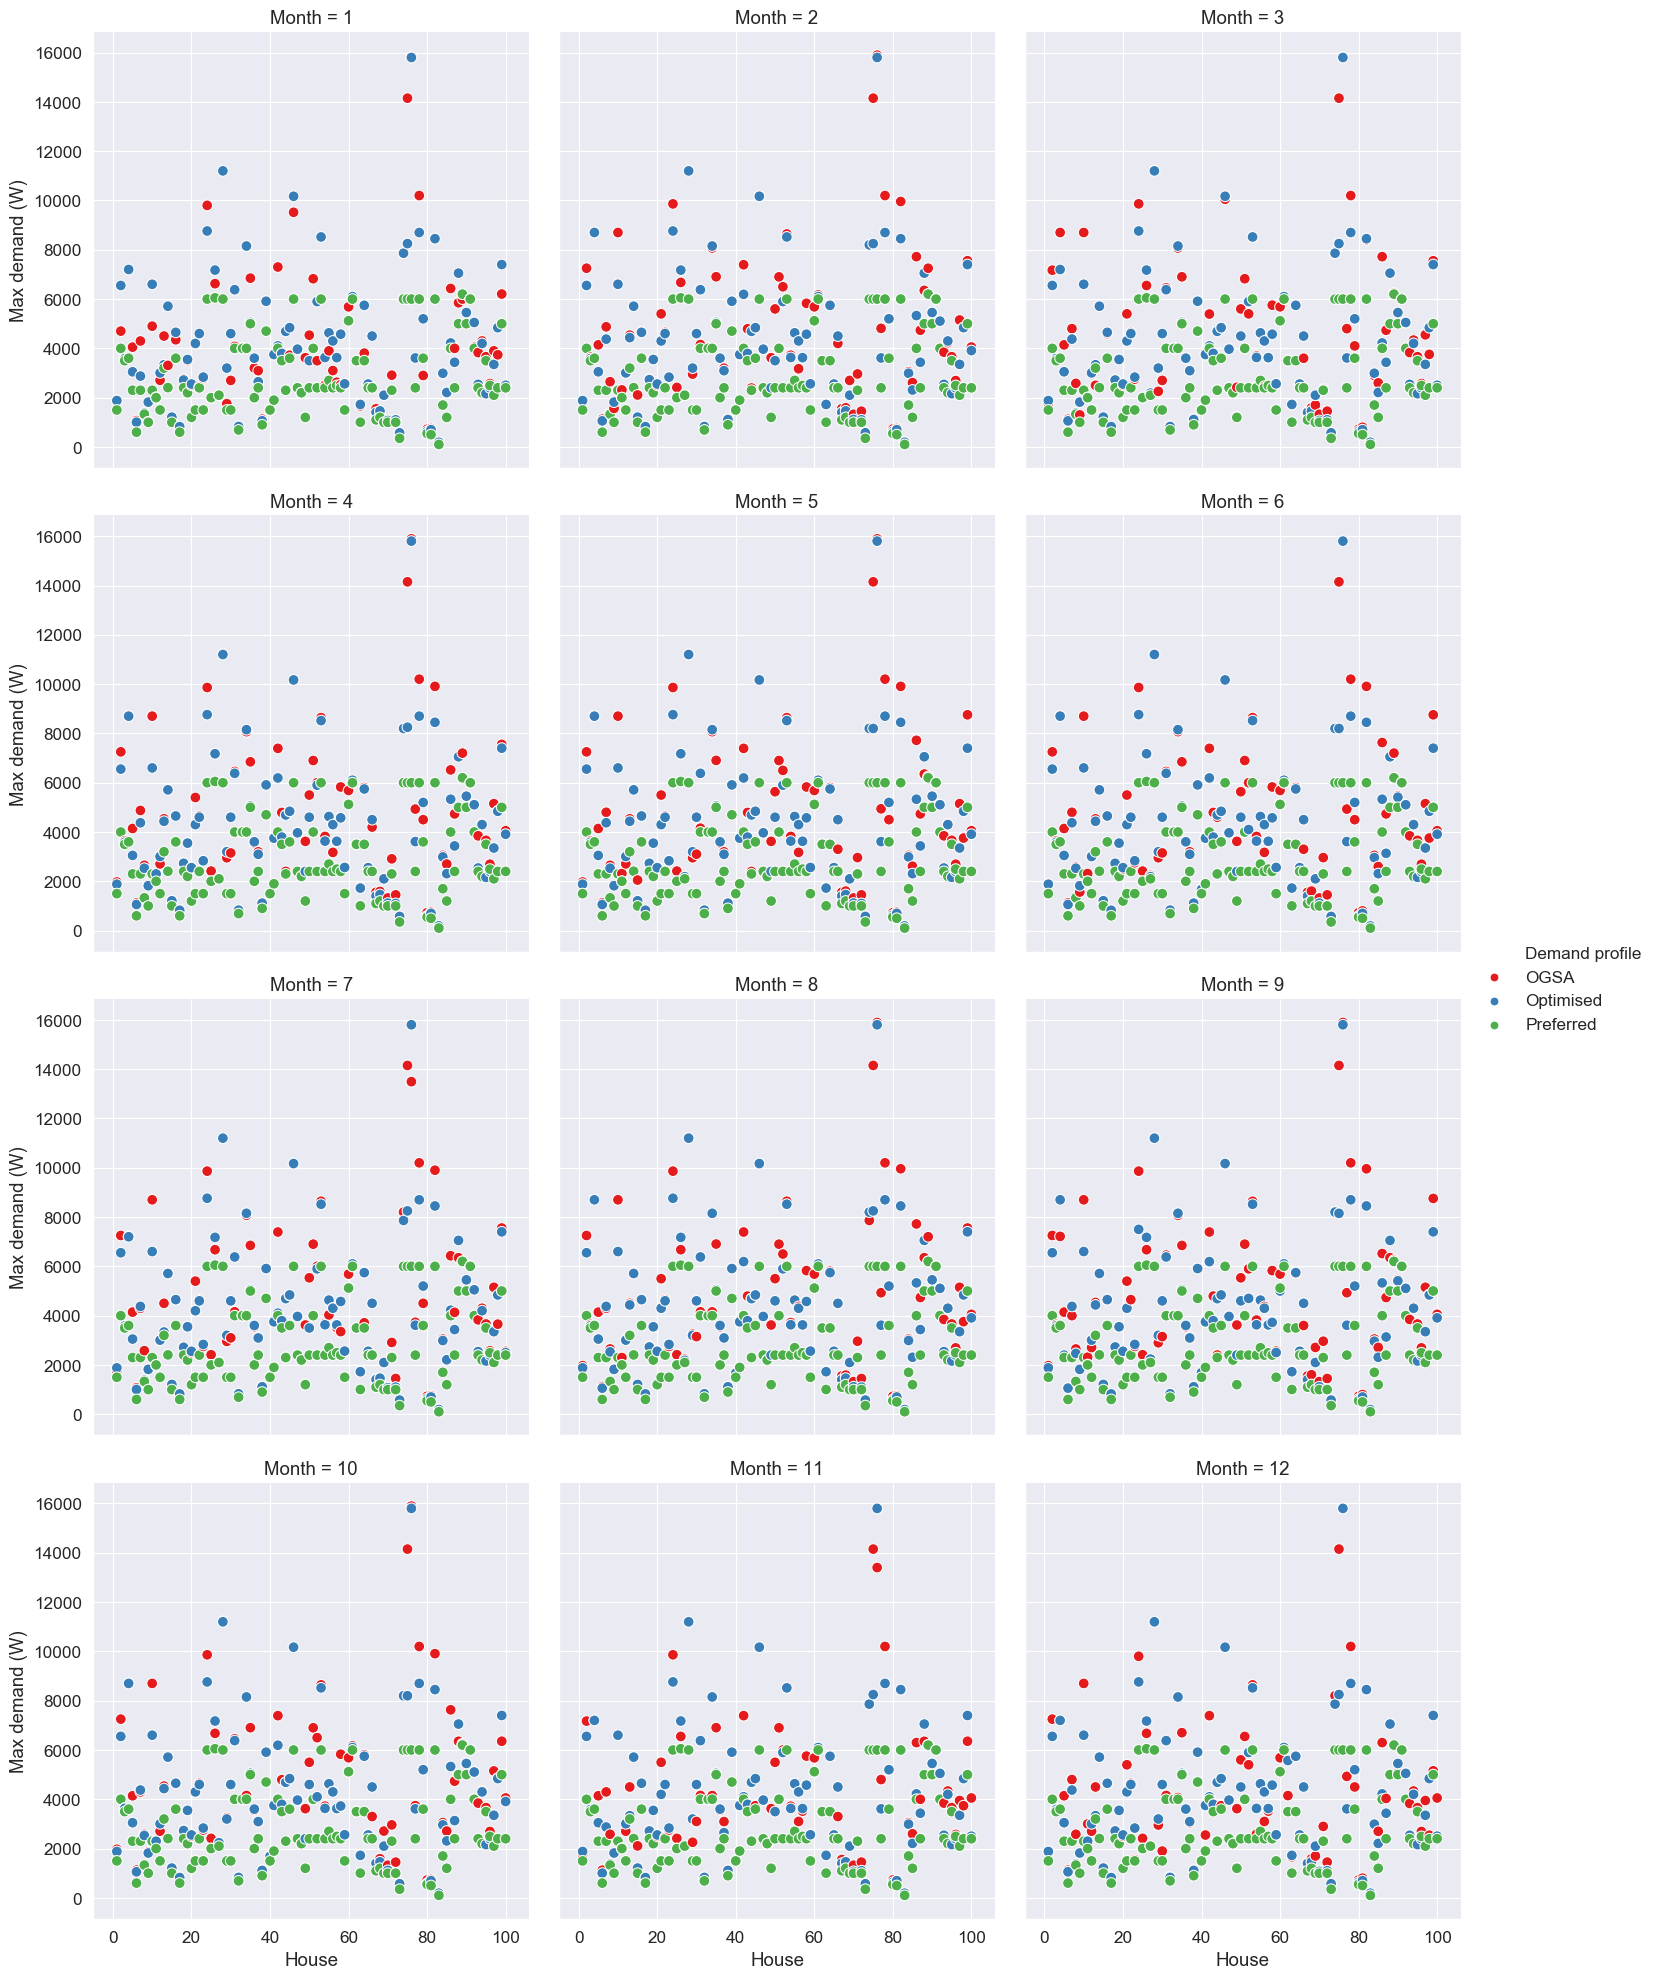 Month = 1
Month = 2
Month = 3
16000
14000
12000
10000
8000
6000
4000
2000
0
Max demand (W)
Month = 4
Month = 5
Month = 6
16000
14000
12000
10000
8000
6000
4000
2000
0
Max demand (W)
Demand profile
OGSA
Optimised
Preferred
Month = 7
Month = 8
Month = 9
16000
14000
12000
10000
8000
6000
4000
2000
0
Max demand (W)
Month = 10
Month = 11
Month = 12
16000
14000
12000
10000
8000
6000
4000
2000
0
Max demand (W)
0 20 40 60 80 100
0 20 40 60 80 100
0 20 40 60 80 100
House
House
House